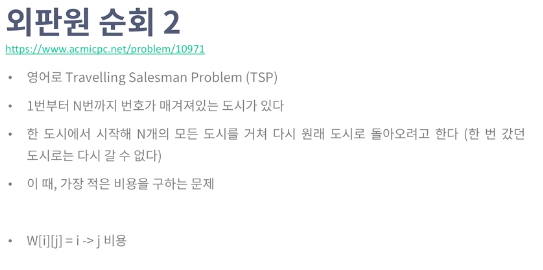 외판원 순회 2
https://www.acmicpc.net/problem/10971
• 영어로 Travelling Salesman Problem (TSP)
• 1번부터 N번까지 번호가 매겨져있는 도시가 있다
• 한 도시에서 시작해 N개의 모든 도시를 거쳐 다시 원래 도시로 돌아오려고 한다 (한 번 갔던
도시로는 다시 갈 수 없다)
• 이 때, 가장 적은 비용을 구하는 문제
• W[i][j] = i -> j 비용